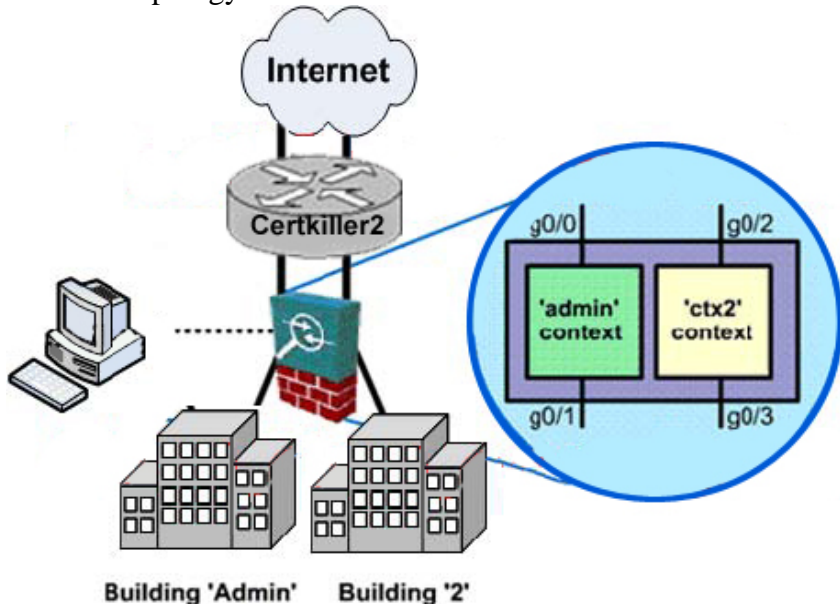 Internet
Certkiller2
g0/0
g0/2
'admin'
context
'ctx2'
context
g0/1
g0/3
Building 'Admin'
Building '2'